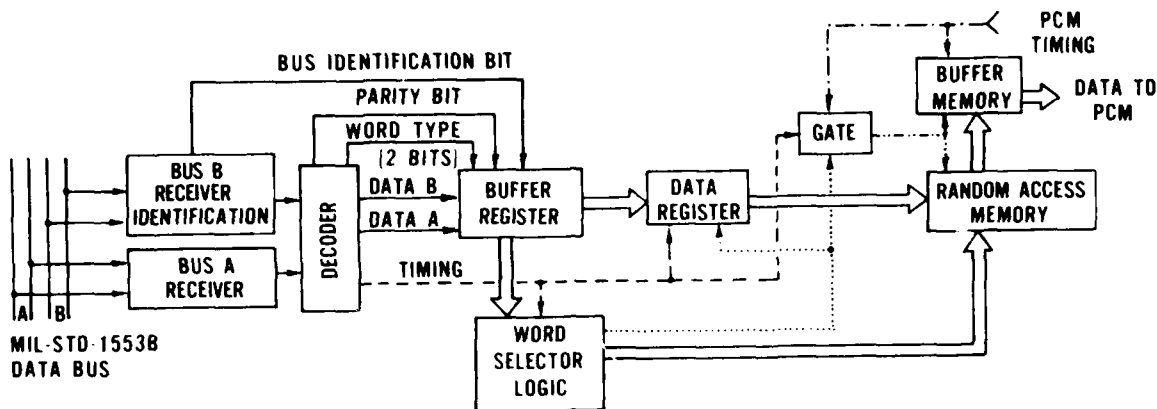 PCM
TIMING
BUS IDENTIFICATION BIT
BUFFER
MEMORY
DATA TO
PCM
PARITY BIT
WORD TYPE
(2 BITS)
GATE
BUS B
RECEIVER
IDENTIFICATION
DECODER
DATA B
DATA A
BUFFER
REGISTER
DATA
REGISTER
RANDOM ACCESS
MEMORY
BUS A
RECEIVER
TIMING
A B
MIL-STD-1553B
DATA BUS
WORD
SELECTOR
LOGIC